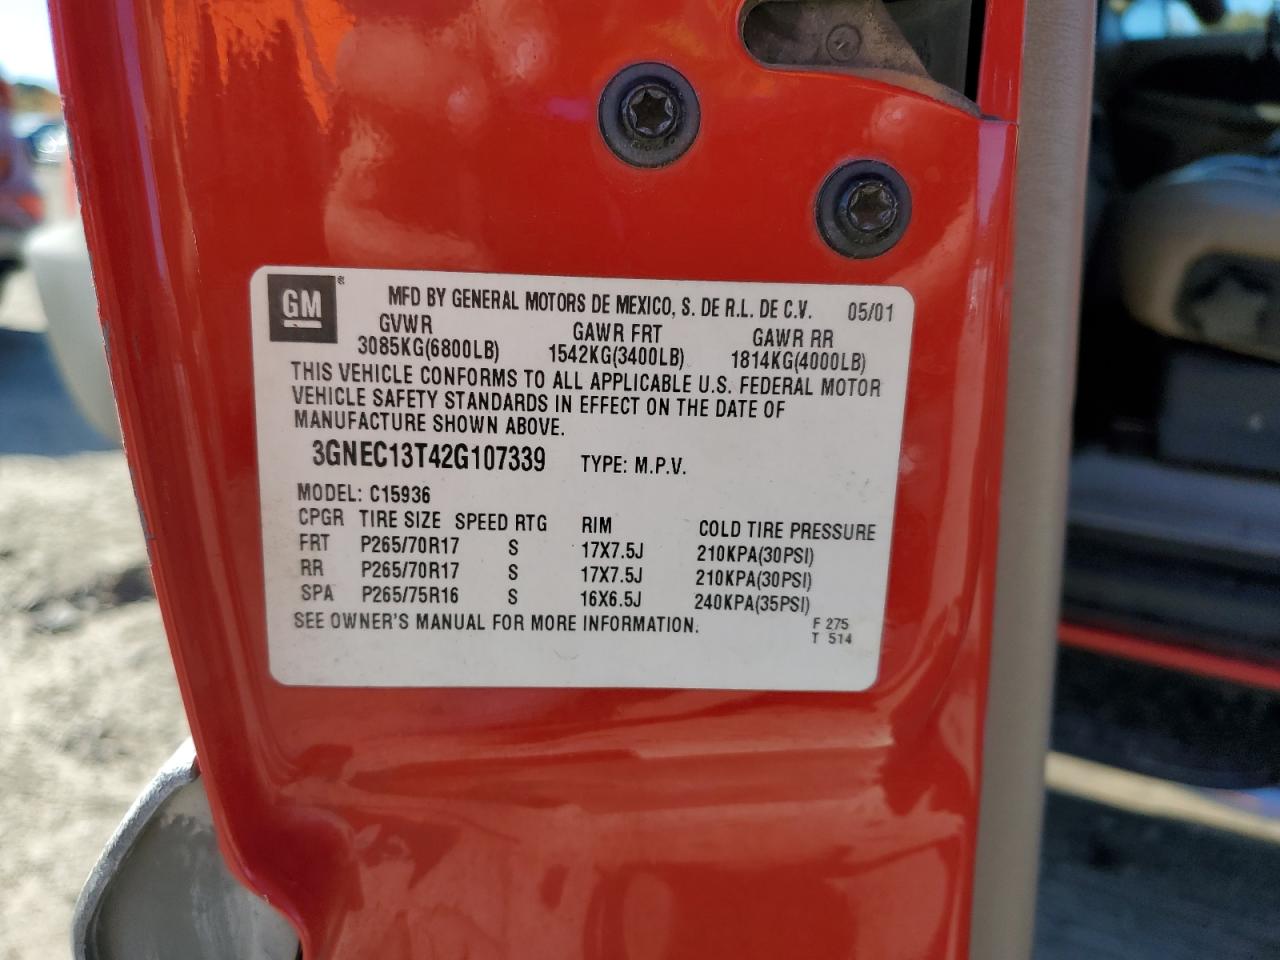 GM ®
MFD BY GENERAL MOTORS DE MEXICO, S. DE R.L. DE C.V. 05/01
GVWR GAWR FRT GAWR RR
3085KG(6800LB) 1542KG(3400LB) 1814KG(4000LB)
THIS VEHICLE CONFORMS TO ALL APPLICABLE U.S. FEDERAL MOTOR
VEHICLE SAFETY STANDARDS IN EFFECT ON THE DATE OF
MANUFACTURE SHOWN ABOVE.
3GNEC13T42G107339 TYPE: M.P.V.
MODEL: C15936
CPGR TIRE SIZE SPEED RTG RIM COLD TIRE PRESSURE
FRT P265/70R17 S 17X7.5J 210KPA(30PSI)
RR P265/70R17 S 17X7.5J 210KPA(30PSI)
SPA P265/75R16 S 16X6.5J 240KPA(35PSI)
SEE OWNER'S MANUAL FOR MORE INFORMATION.
F 275
T 514